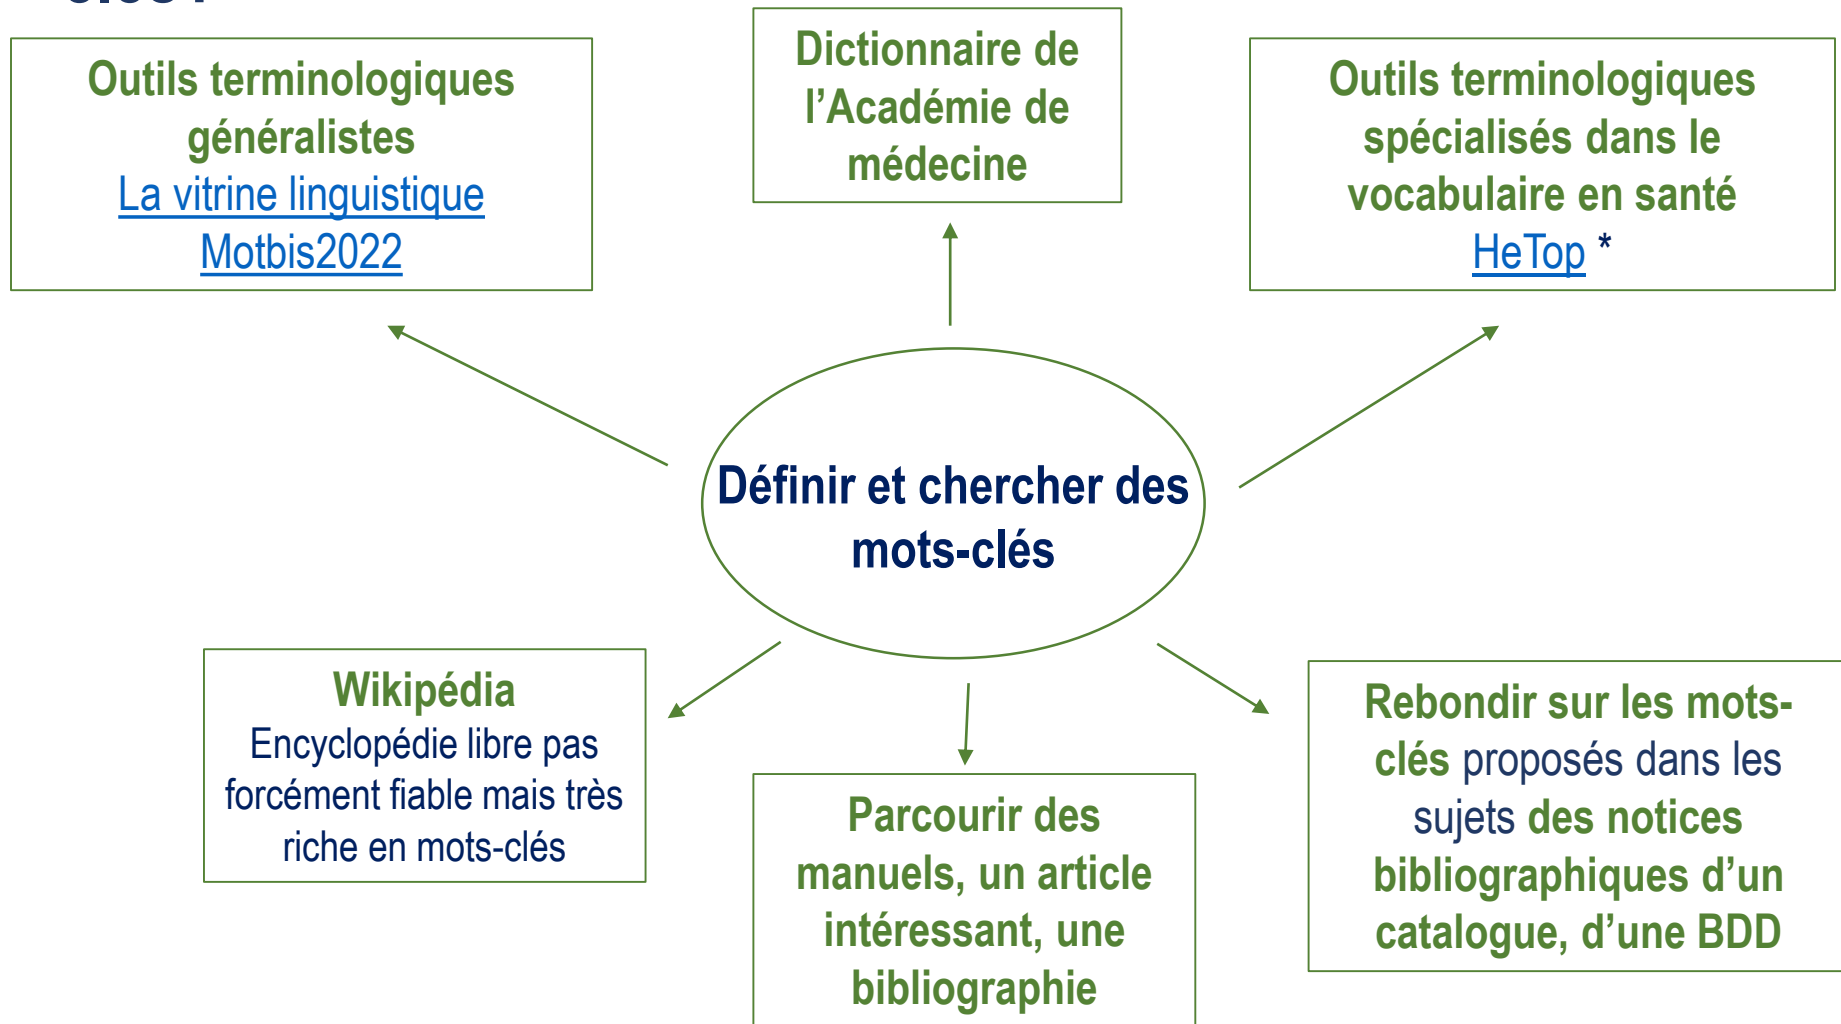 Outils terminologiques
généralistes
La vitrine linguistique
Motbis2022
Dictionnaire de
l’Académie de
médecine
Outils terminologiques
spécialisés dans le
vocabulaire en santé
HeTop *
Définir et chercher des
mots-clés
Wikipédia
Encyclopédie libre pas
forcément fiable mais très
riche en mots-clés
Parcourir des
manuels, un article
intéressant, une
bibliographie
Rebondir sur les mots-
clés proposés dans les
sujets des notices
bibliographiques d’un
catalogue, d’une BDD